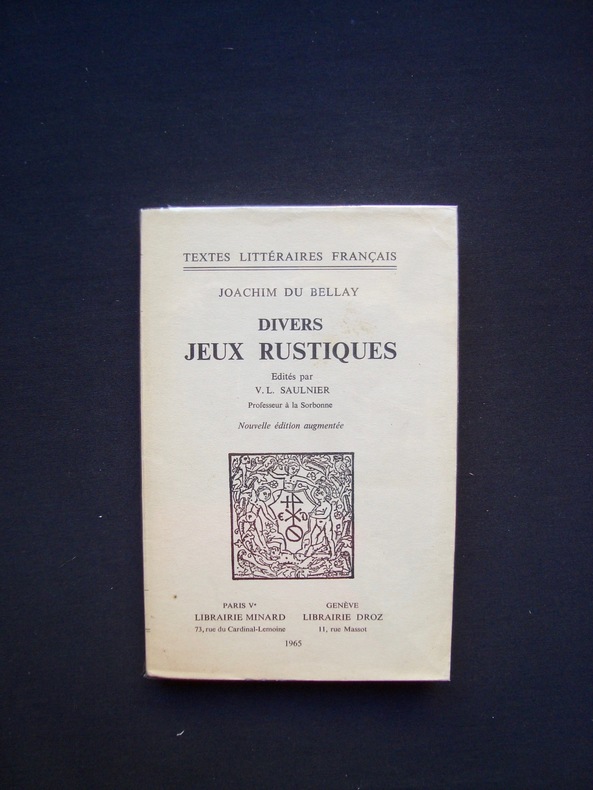 TEXTES LITTÉRAIRES FRANÇAIS
JOACHIM DU BELLAY
DIVERS
JEUX RUSTIQUES
Edités par
V. L. SAULNIER
Professeur à la Sorbonne
Nouvelle édition augmentée
E D
PARIS Ve GENÈVE
LIBRAIRIE MINARD LIBRAIRIE DROZ
73, rue du Cardinal-Lemoine 11, rue Massot
1965